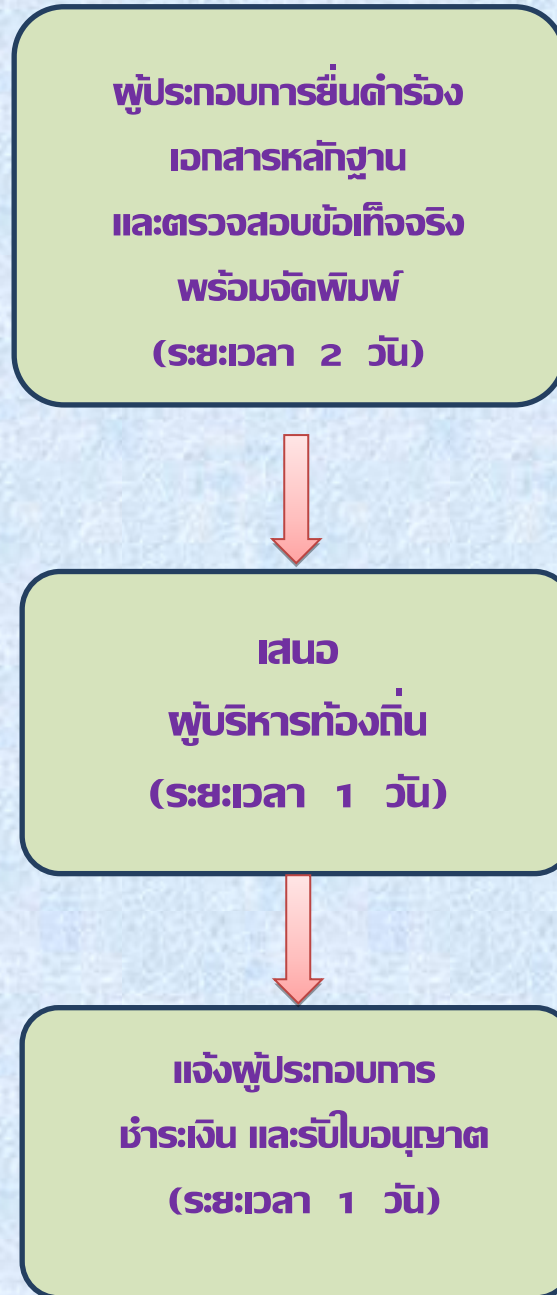 ผู้ประกอบการยื่นคำร้อง
เอกสารหลักฐาน
และตรวจสอบข้อเท็จจริง
พร้อมจัดพิมพ์
(ระยะเวลา 2 วัน)
เสนอ
ผู้บริหารท้องถิ่น
(ระยะเวลา 1 วัน)
แจ้งผู้ประกอบการ
ชำระเงิน และรับใบอนุญาต
(ระยะเวลา 1 วัน)